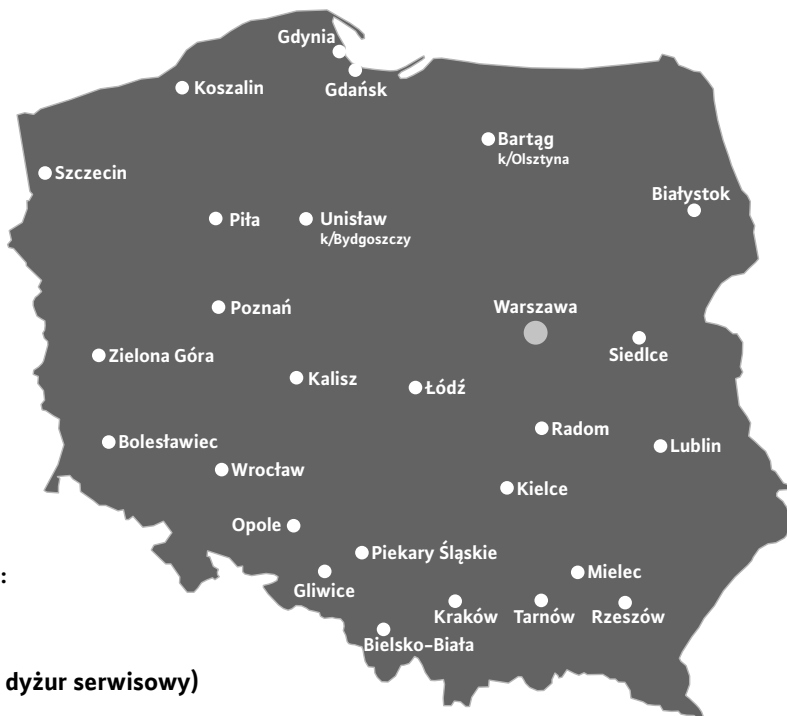 Gdynia
Gdańsk
Koszalin
Bartąg
k/Olsztyna
Szczecin
Białystok
Piła
Unisław
k/Bydgoszczy
Poznań
Warszawa
Siedlce
Zielona Góra
Kalisz
Łódź
Radom
Bolesławiec
Lublin
Wrocław
Kielce
Opole
Piekary Śląskie
:
Gliwice
Mielec
Kraków
Tarnów
Rzeszów
Bielsko-Biała
dyżur serwisowy)